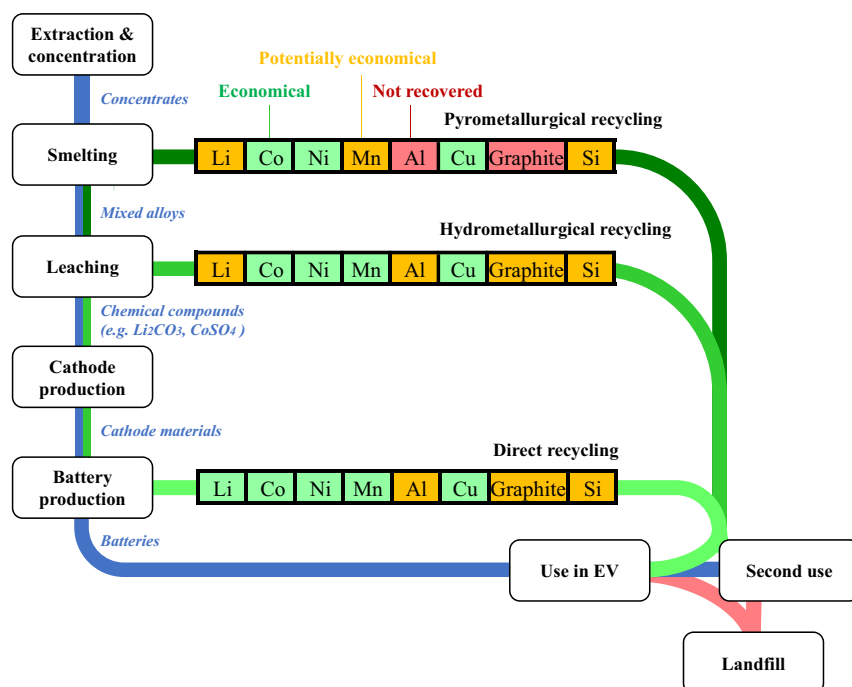 Extraction &
concentration
Potentially economical
Economical
Not recovered
Concentrates
Pyrometallurgical recycling
Smelting
Li Co Ni Mn Al Cu Graphite Si
Mixed alloys
Hydrometallurgical recycling
Leaching
Li Co Ni Mn Al Cu Graphite Si
Chemical compounds
(e.g. Li₂CO₃, CoSO₄ )
Cathode
production
Cathode materials
Direct recycling
Battery
production
Li Co Ni Mn Al Cu Graphite Si
Batteries
Use in EV
Second use
Landfill